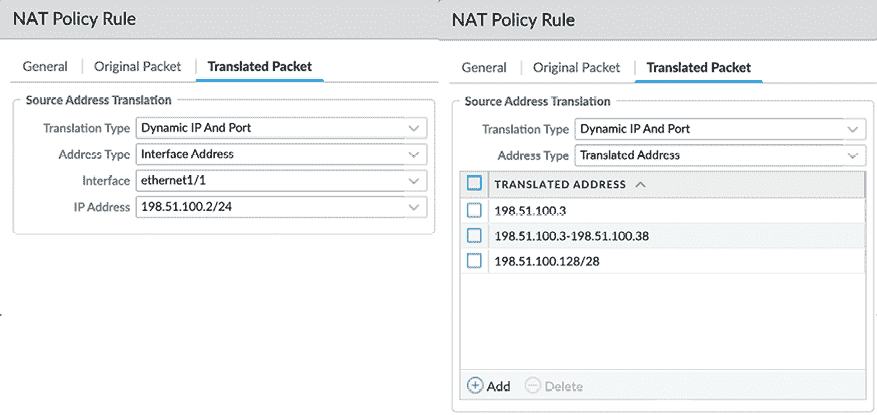 NAT Policy Rule
General
Original Packet
Translated Packet
Source Address Translation
Translation Type Dynamic IP And Port
Address Type Interface Address
Interface ethernet1/1
IP Address 198.51.100.2/24
NAT Policy Rule
General
Original Packet
Translated Packet
Source Address Translation
Translation Type Dynamic IP And Port
Address Type Translated Address
TRANSLATED ADDRESS
198.51.100.3
198.51.100.3-198.51.100.38
198.51.100.128/28
Add
Delete